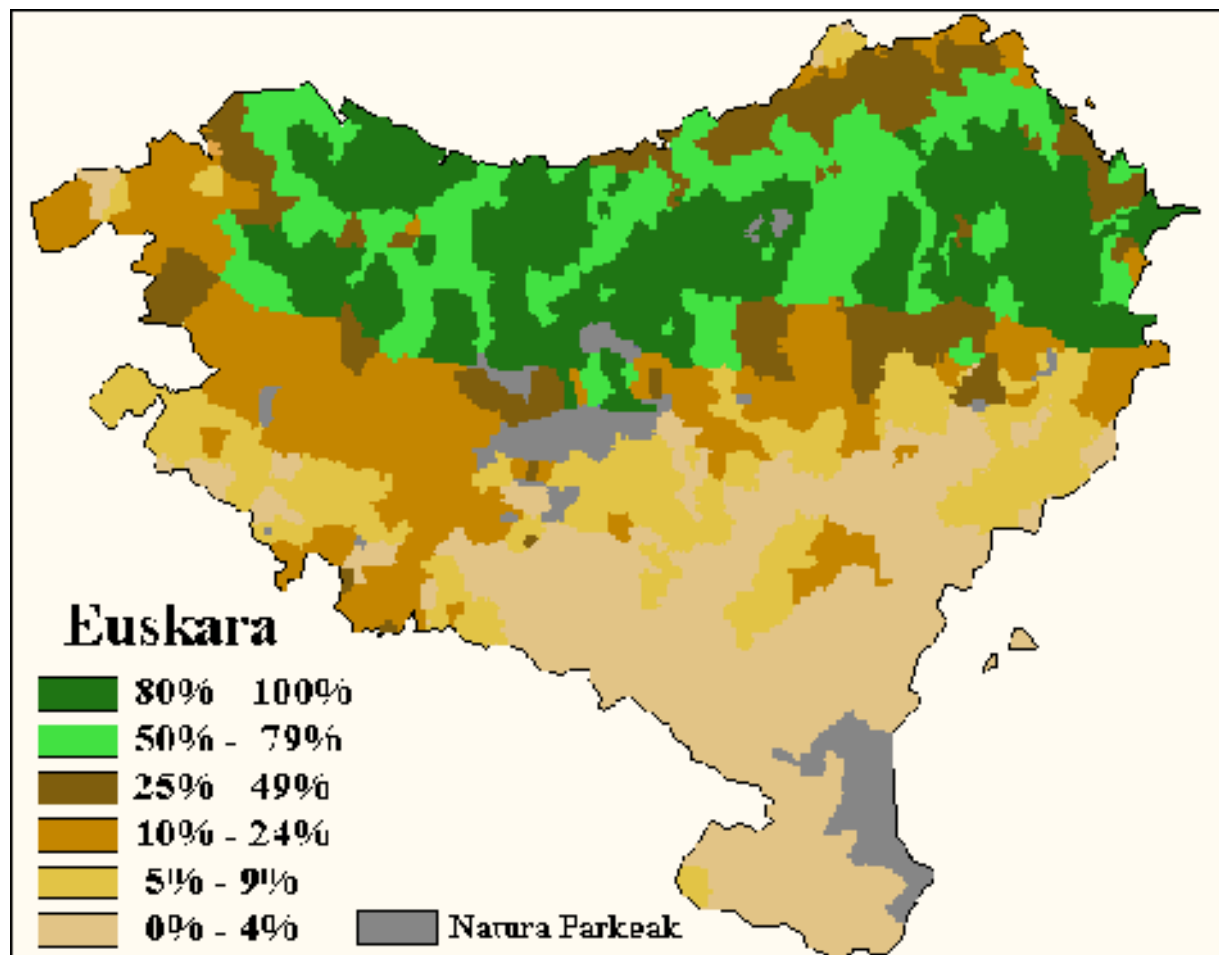 Euskara
80% - 100%
50% - 79%
25% - 49%
10% - 24%
5% - 9%
0% - 4%
Natura Parkeak